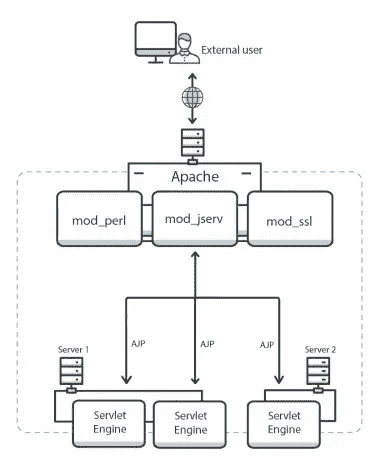 External user
Apache
mod_perl
mod_jserv
mod_ssl
AJP
AJP
AJP
Server 1
Server 2
Servlet
Engine
Servlet
Engine
Servlet
Engine